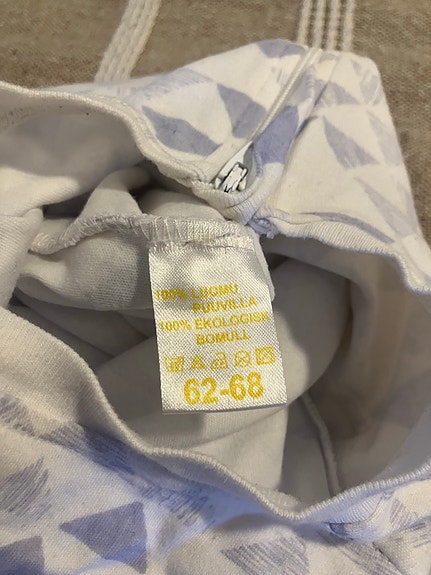 100% LUOMU
PUUVILLA
100% EKOLOGISK
BOMULL
62-68